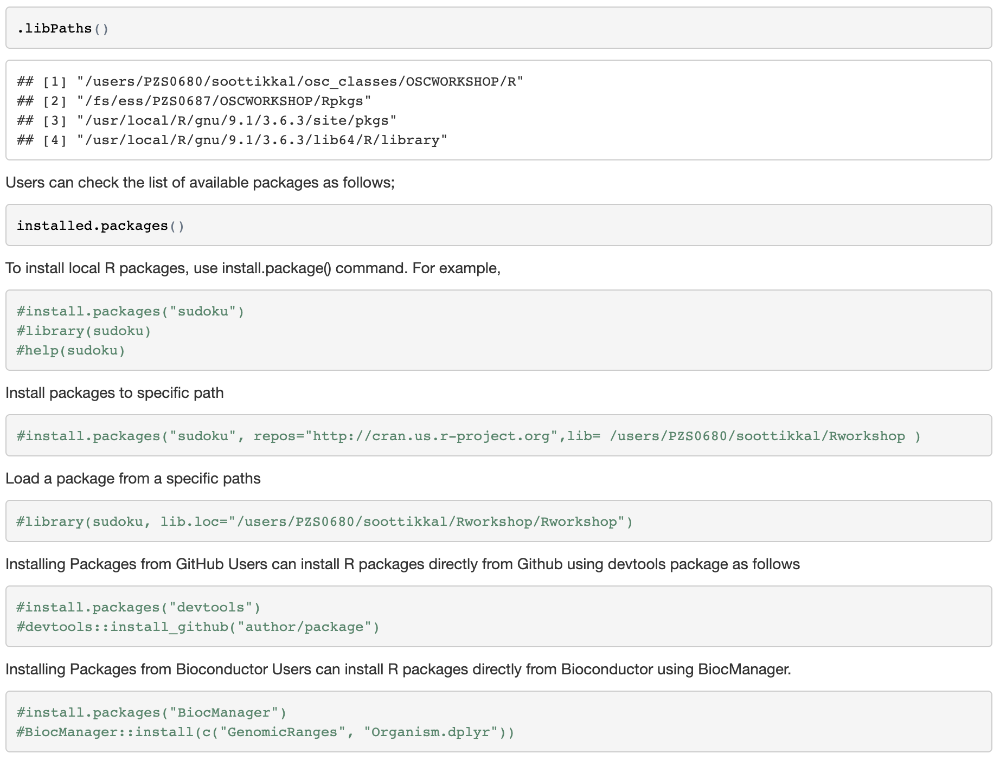 .libPaths()
## [1] "/users/PZS0680/soottikkal/osc_classes/OSCWORKSHOP/R"
## [2] "/fs/ess/PZS0687/OSCWORKSHOP/Rpkgs"
## [3] "/usr/local/R/gnu/9.1/3.6.3/site/pkgs"
## [4] "/usr/local/R/gnu/9.1/3.6.3/lib64/R/library"
Users can check the list of available packages as follows;
installed.packages()
To install local R packages, use install.package() command. For example,
#install.packages("sudoku")
#library(sudoku)
#help(sudoku)
Install packages to specific path
#install.packages("sudoku", repos="http://cran.us.r-project.org",lib= /users/PZS0680/soottikkal/Rworkshop )
Load a package from a specific paths
#library(sudoku, lib.loc="/users/PZS0680/soottikkal/Rworkshop/Rworkshop")
Installing Packages from GitHub Users can install R packages directly from Github using devtools package as follows
#install.packages("devtools")
#devtools::install_github("author/package")
Installing Packages from Bioconductor Users can install R packages directly from Bioconductor using BiocManager.
#install.packages("BiocManager")
#BiocManager::install(c("GenomicRanges", "Organism.dplyr"))